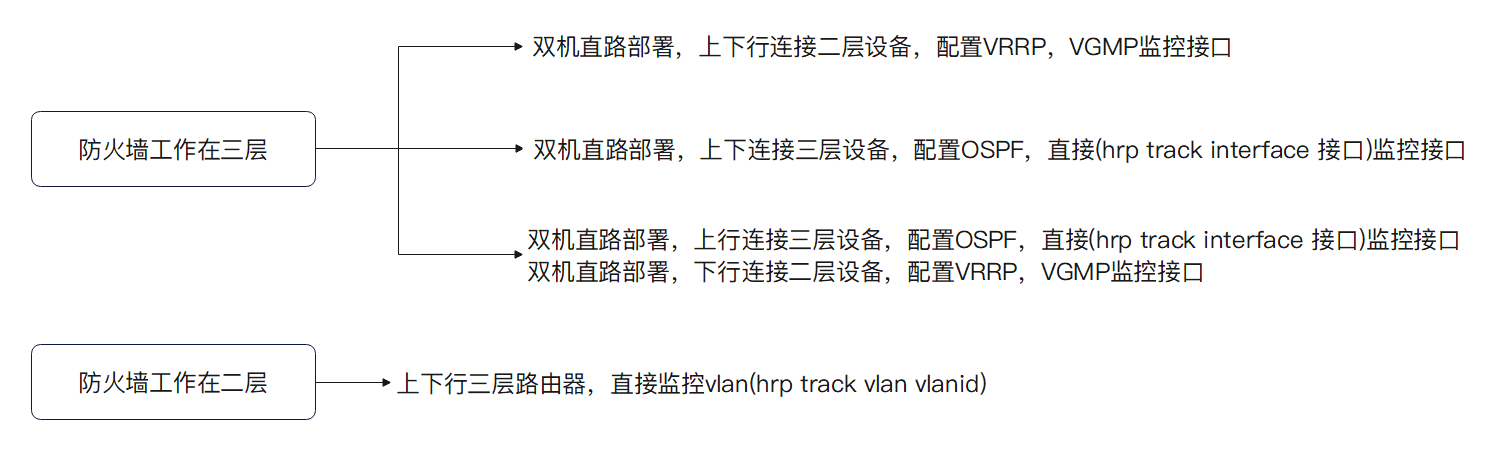 双机直路部署，上下行连接二层设备，配置VRRP，VGMP监控接口
防火墙工作在三层
双机直路部署，上下连接三层设备，配置OSPF，直接(hrp track interface 接口)监控接口
双机直路部署，上行连接三层设备，配置OSPF，直接(hrp track interface 接口)监控接口
双机直路部署，下行连接二层设备，配置VRRP，VGMP监控接口
防火墙工作在二层
上下行三层路由器，直接监控vlan(hrp track vlan vlanid)